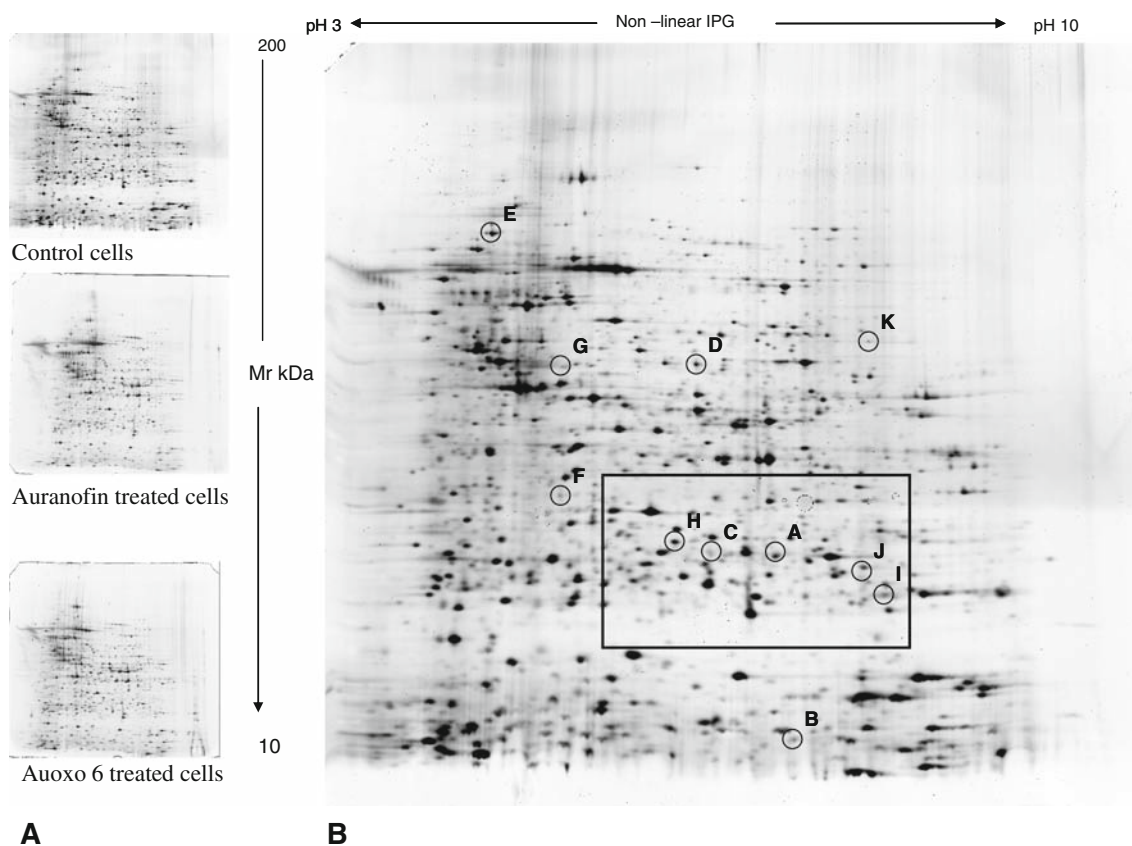 pH 3
Non –linear IPG
pH 10
200
Mr kDa
10
Control cells
Auranofin treated cells
Auoxo 6 treated cells
E
K
G
D
F
H
C
A
J
I
B
A
B